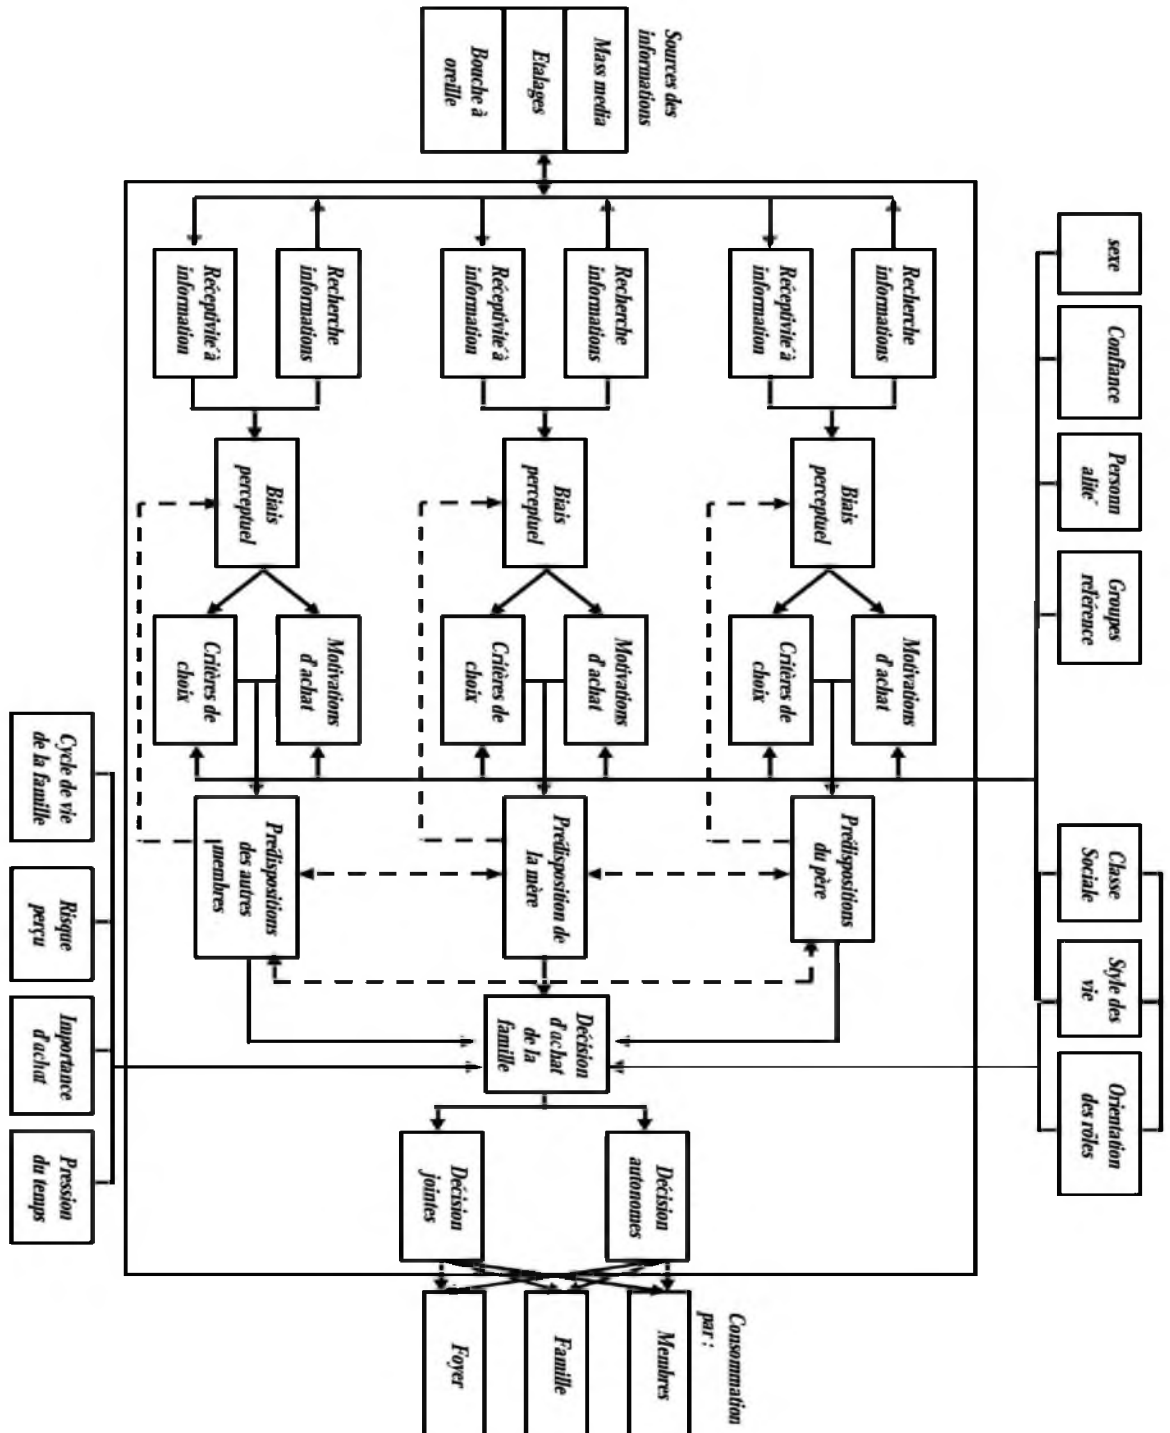 sexe
Confiance
Personn
alité
Groupes
référence
Classe
Sociale
Style des
vie
Orientation
des rôles
Sources des
informations
Mass media
Etalages
Bouche à
oreille
Recherche
informations
Réceptivité à
information
Biais
perceptuel
Motivations
d'achat
Critères de
choix
Prédispositions
du père
Recherche
informations
Réceptivité à
information
Biais
perceptuel
Motivations
d'achat
Critères de
choix
Prédisposition de
la mère
Recherche
informations
Réceptivité à
information
Biais
perceptuel
Motivations
d'achat
Critères de
choix
Prédispositions
des autres
membres
Décision
d'achat
de la
famille
Décision
autonomes
Décision
jointes
Consommation
par :
Membres
Famille
Foyer
Cycle de vie
de la famille
Risque
perçu
Importance
d'achat
Pression
du temps